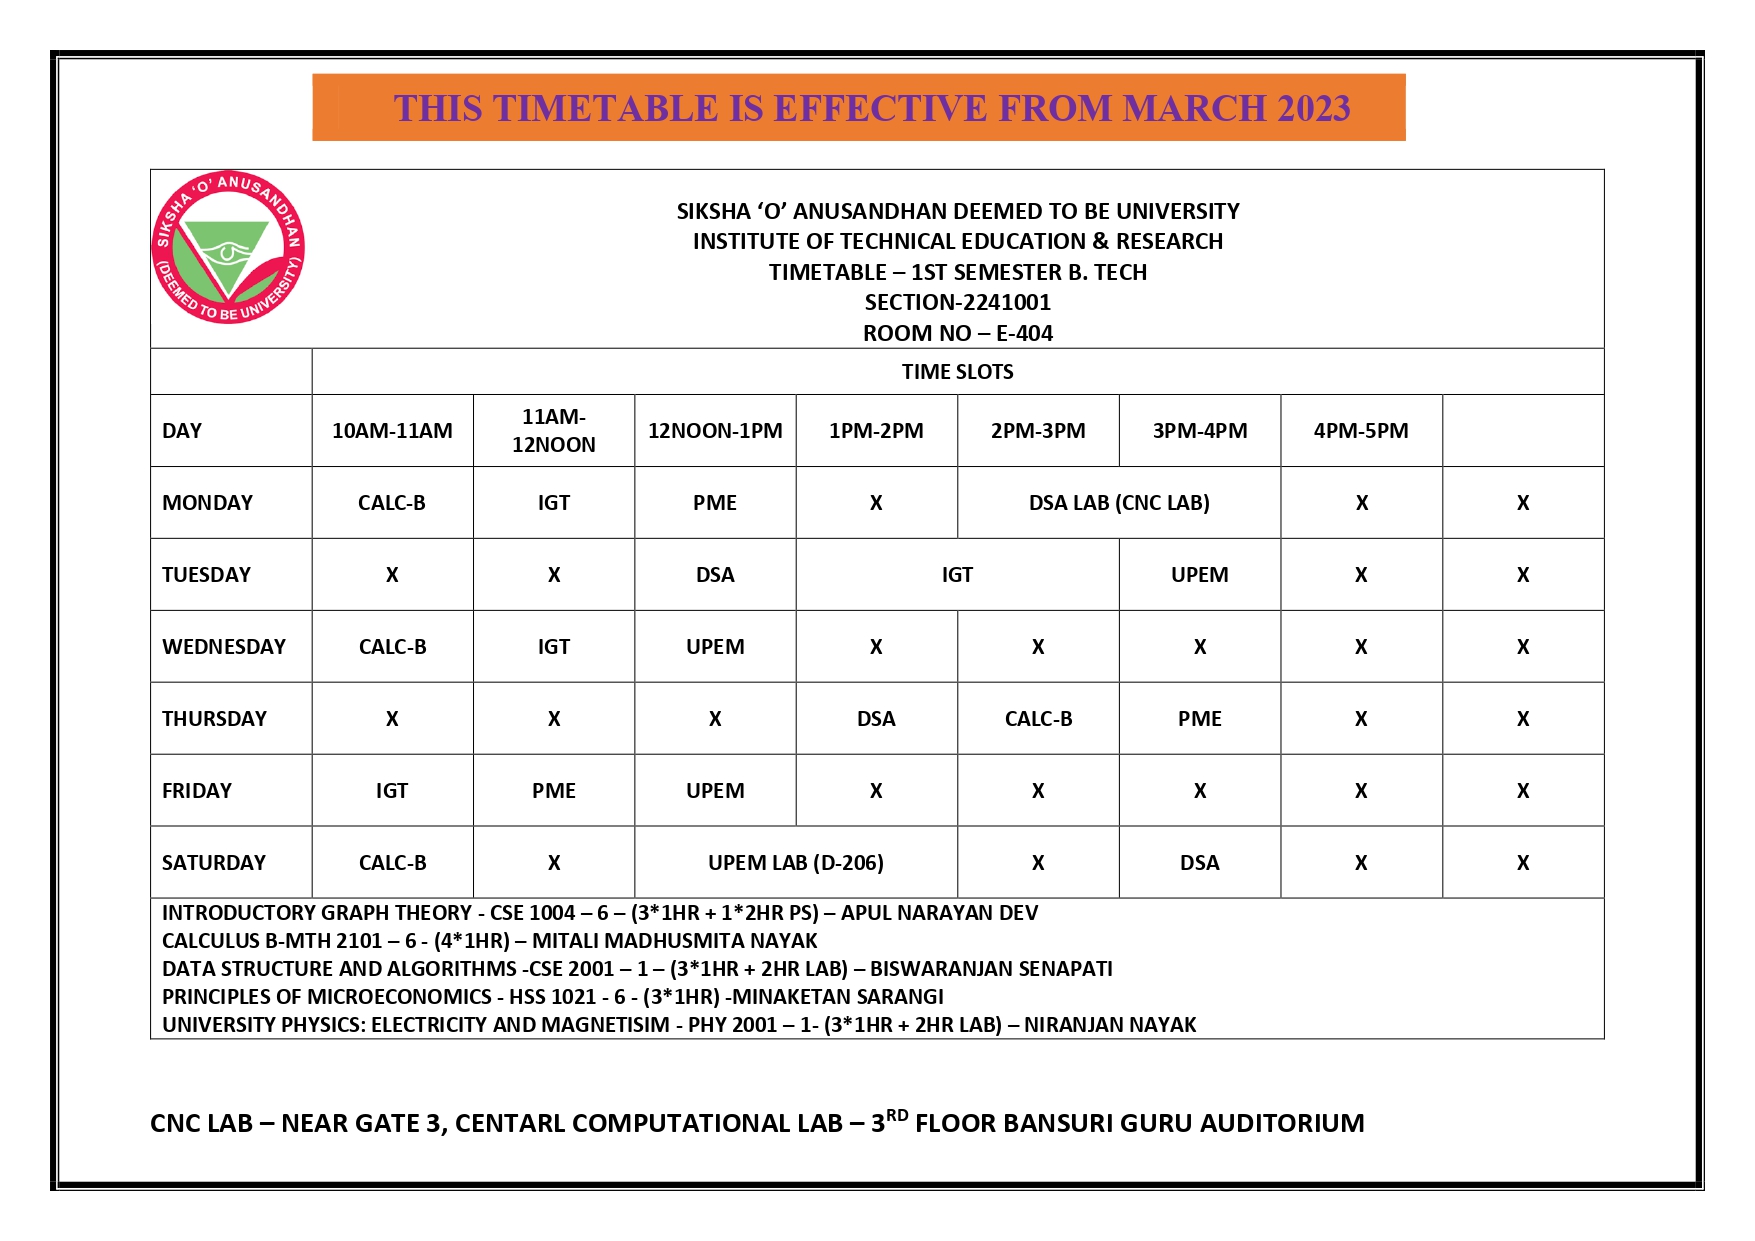 THIS TIMETABLE IS EFFECTIVE FROM MARCH 2023
SIKSHA 'O' ANUSANDHAN
(DEEMED TO BE UNIVERSITY)
SIKSHA ‘O’ ANUSANDHAN DEEMED TO BE UNIVERSITY
INSTITUTE OF TECHNICAL EDUCATION & RESEARCH
TIMETABLE – 1ST SEMESTER B. TECH
SECTION-2241001
ROOM NO – E-404
TIME SLOTS
DAY 10AM-11AM 11AM-12NOON 12NOON-1PM 1PM-2PM 2PM-3PM 3PM-4PM 4PM-5PM
MONDAY CALC-B IGT PME X DSA LAB (CNC LAB) X X
TUESDAY X X DSA IGT UPEM X X
WEDNESDAY CALC-B IGT UPEM X X X X X
THURSDAY X X X DSA CALC-B PME X X
FRIDAY IGT PME UPEM X X X X X
SATURDAY CALC-B X UPEM LAB (D-206) X DSA X X
INTRODUCTORY GRAPH THEORY - CSE 1004 – 6 – (3*1HR + 1*2HR PS) – APUL NARAYAN DEV
CALCULUS B-MTH 2101 – 6 - (4*1HR) – MITALI MADHUSMITA NAYAK
DATA STRUCTURE AND ALGORITHMS -CSE 2001 – 1 – (3*1HR + 2HR LAB) – BISWARANJAN SENAPATI
PRINCIPLES OF MICROECONOMICS - HSS 1021 - 6 - (3*1HR) -MINAKETAN SARANGI
UNIVERSITY PHYSICS: ELECTRICITY AND MAGNETISIM - PHY 2001 – 1- (3*1HR + 2HR LAB) – NIRANJAN NAYAK
CNC LAB – NEAR GATE 3, CENTARL COMPUTATIONAL LAB – 3RD FLOOR BANSURI GURU AUDITORIUM